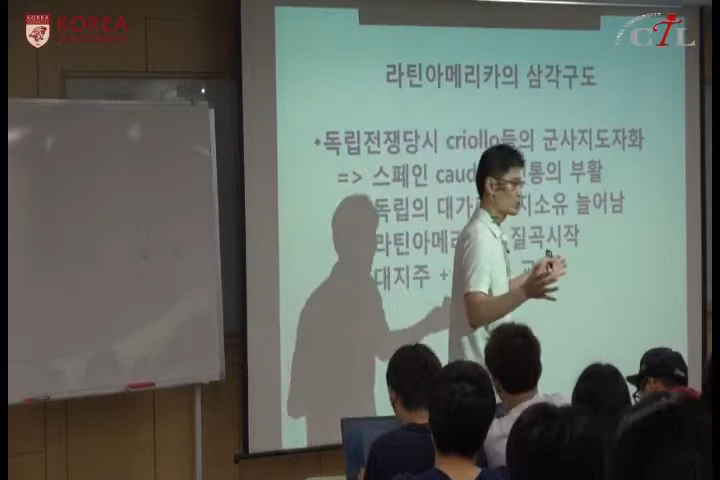 KOREA
CTL
라틴아메리카의 삼각구도
•독립전쟁당시 criollo들의 군사지도자화
=> 스페인 caud 통의 부활
독립의 대가 지소유 늘어남
라틴아메리 질곡시작
대지주 +